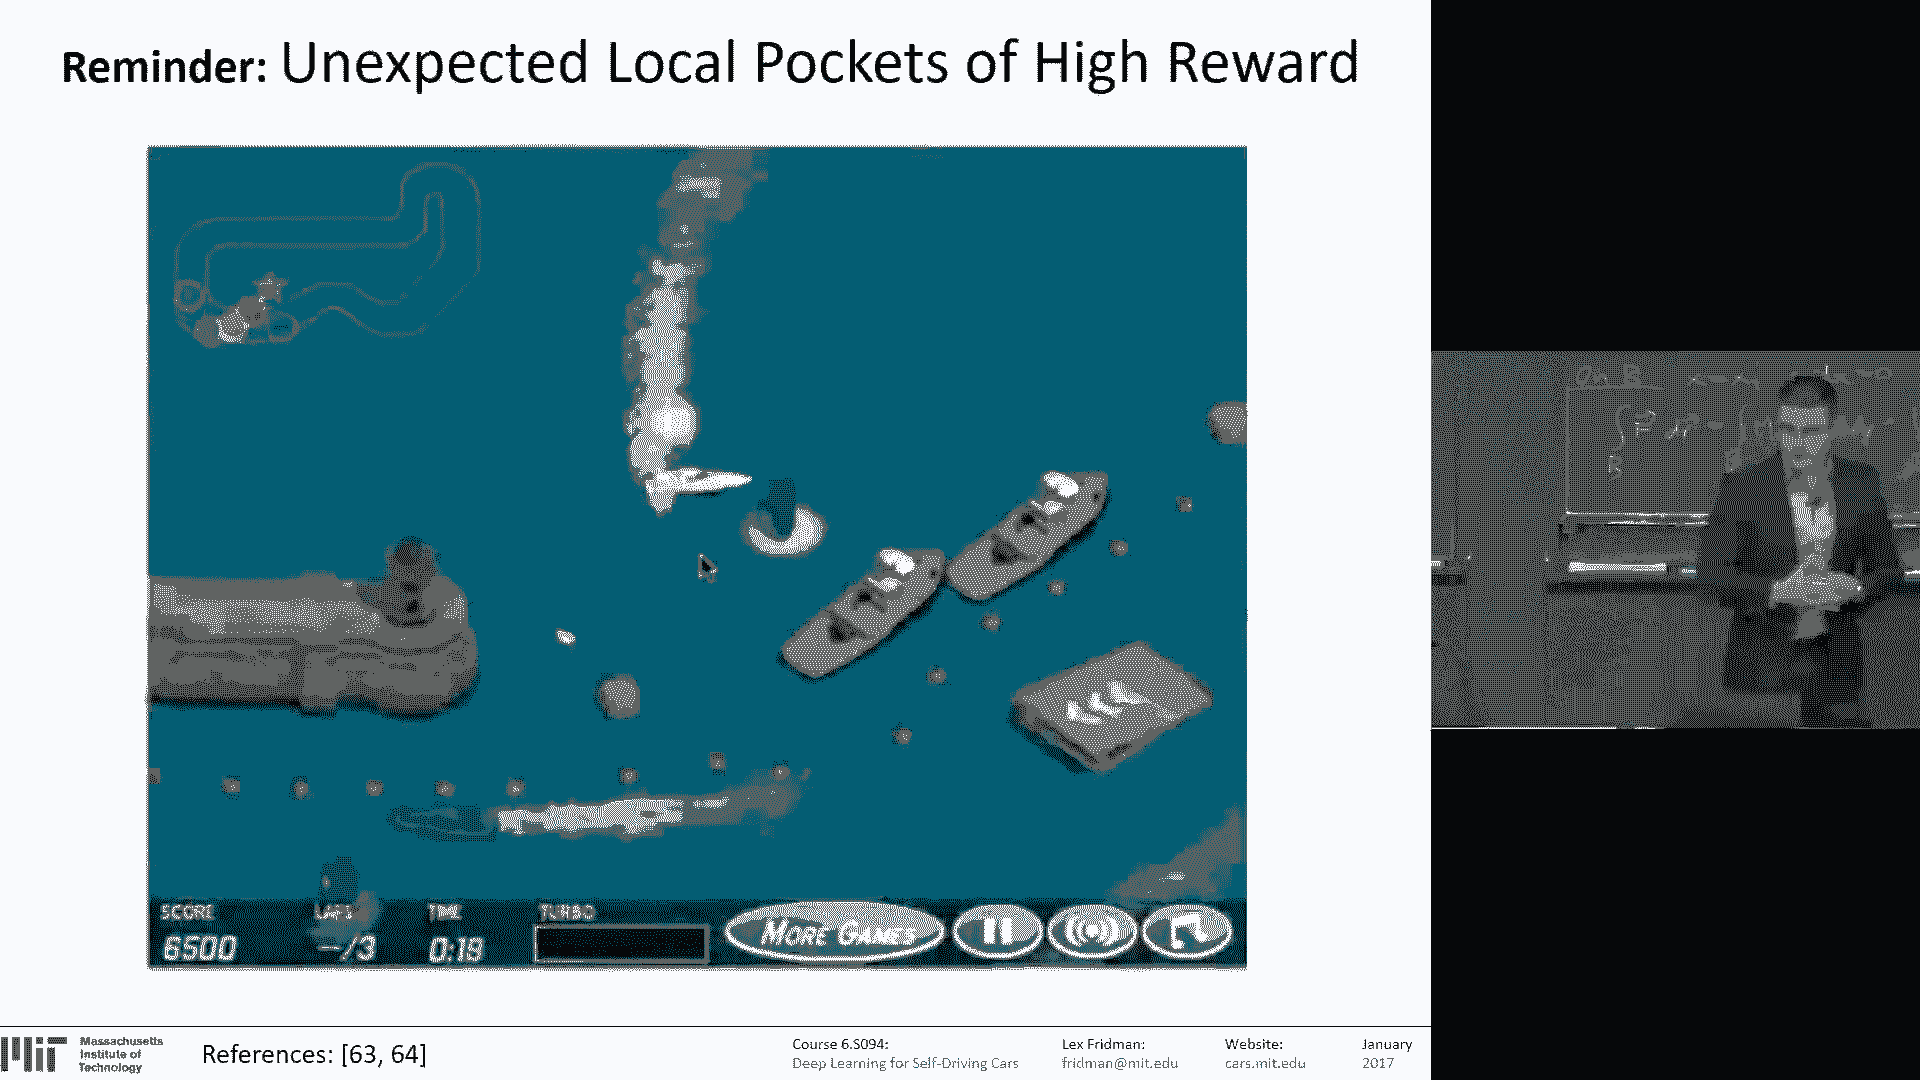 Reminder: Unexpected Local Pockets of High Reward
SCORE
6500
LAPS
-/3
TIME
0:19
TURBO
MORE GAMES
Massachusetts
Institute of
Technology
References: [63, 64]
Course 6.S094:
Deep Learning for Self-Driving Cars
Lex Fridman:
fridman@mit.edu
Website:
cars.mit.edu
January
2017